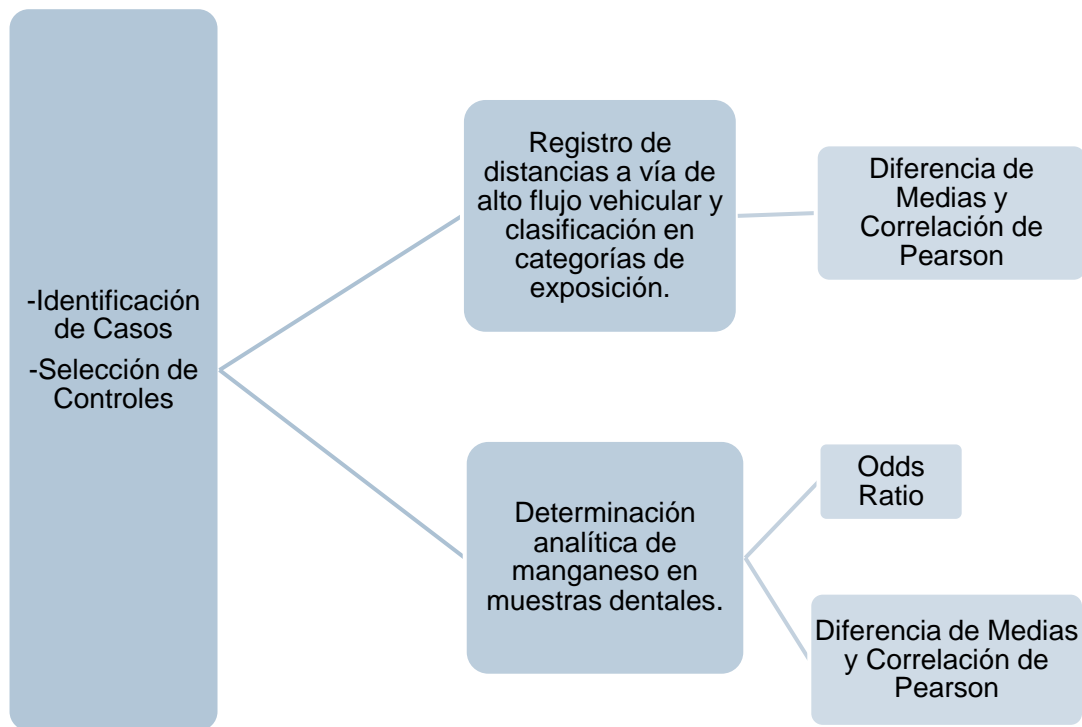 -Identificación
de Casos
-Selección de
Controles
Registro de
distancias a vía de
alto flujo vehicular y
clasificación en
categorías de
exposición.
Diferencia de
Medias y
Correlación de
Pearson
Determinación
analítica de
manganeso en
muestras dentales.
Odds
Ratio
Diferencia de Medias
y Correlación de
Pearson